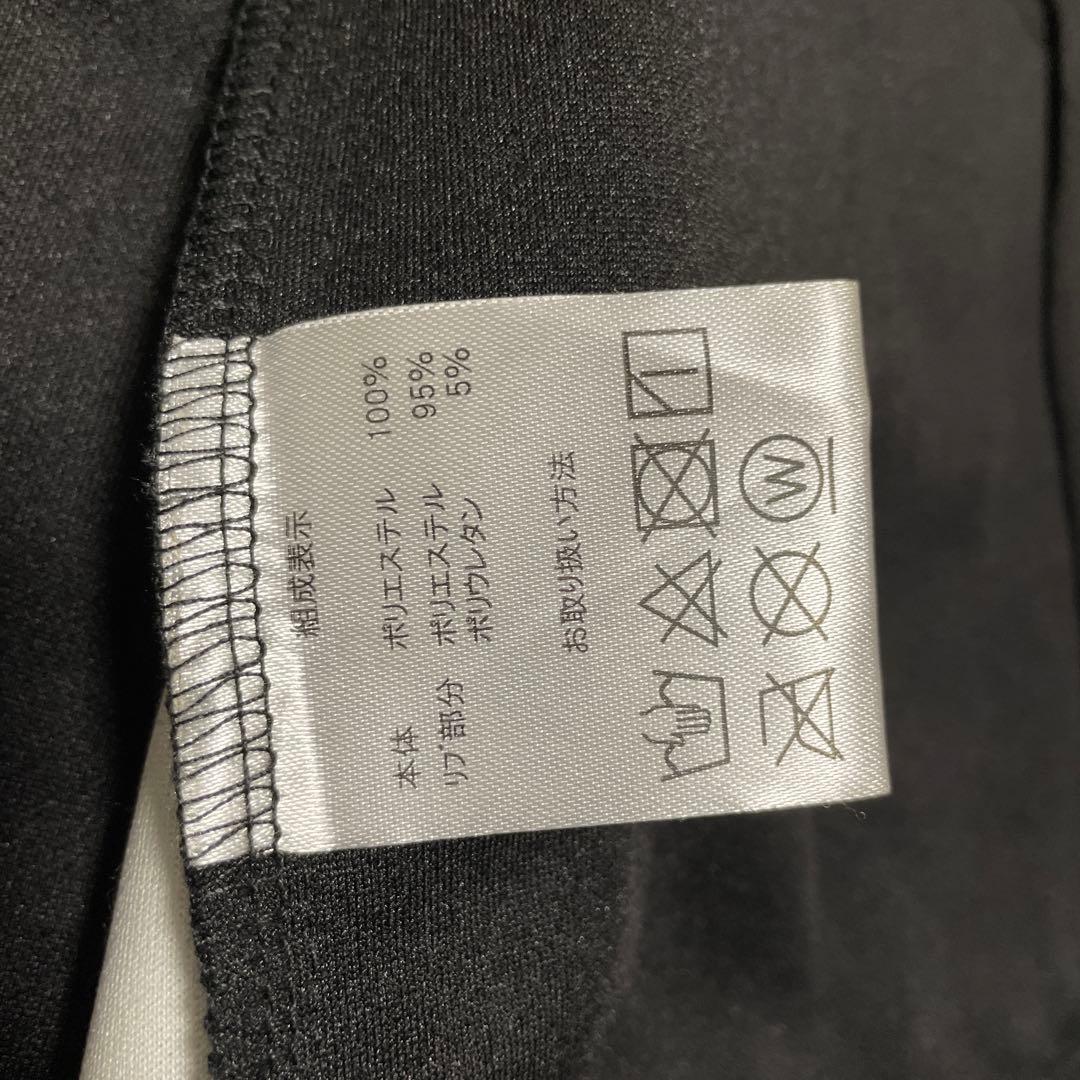 組成表示
本体 ポリエステル 100%
リブ部分 ポリエステル 95%
ポリウレタン 5%
お取り扱い方法
W